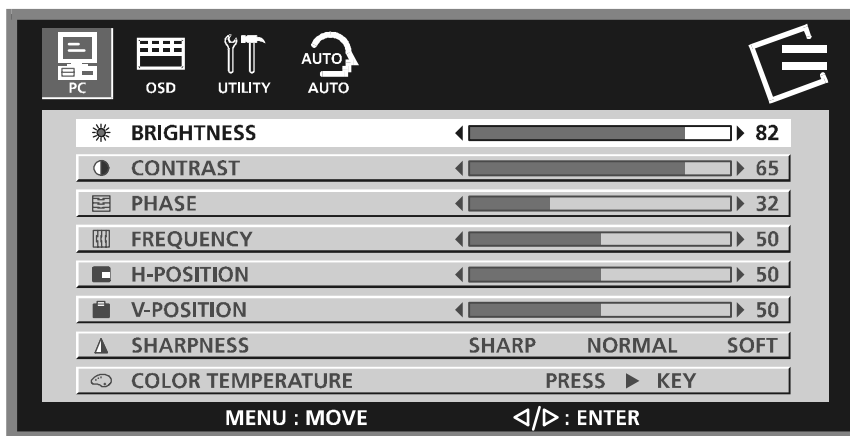 AUTO
PC OSD UTILITY AUTO
BRIGHTNESS 82
CONTRAST 65
PHASE 32
FREQUENCY 50
H-POSITION 50
V-POSITION 50
SHARPNESS SHARP NORMAL SOFT
COLOR TEMPERATURE PRESS ▶ KEY
MENU : MOVE ◁/▷ : ENTER